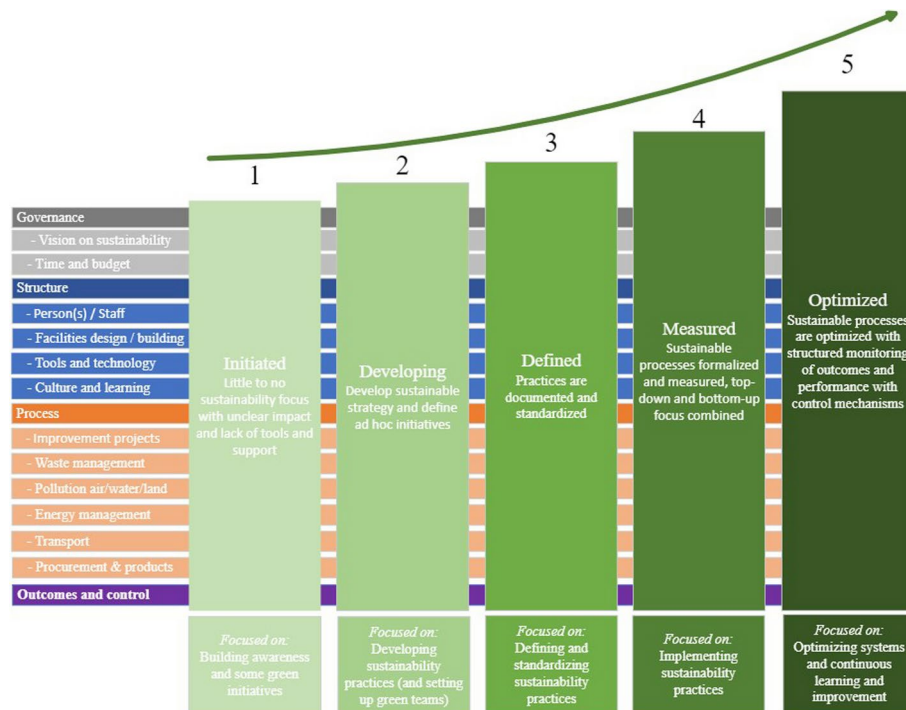 1
2
3
4
5
Governance
- Vision on sustainability
- Time and budget
Structure
- Person(s) / Staff
- Facilities design / building
- Tools and technology
- Culture and learning
Process
- Improvement projects
- Waste management
- Pollution air/water/land
- Energy management
- Transport
- Procurement & products
Outcomes and control
Initiated
Little to no
sustainability focus
with unclear impact
and lack of tools and
support
Developing
Develop sustainable
strategy and define
ad hoc initiatives
Defined
Practices are
documented and
standardized
Measured
Sustainable
processes formalized
and measured, top-
down and bottom-up
focus combined
Optimized
Sustainable processes
are optimized with
structured monitoring
of outcomes and
performance with
control mechanisms
Focused on:
Building awareness
and some green
initiatives
Focused on:
Developing
sustainability
practices (and setting
up green teams)
Focused on:
Defining and
standardizing
sustainability
practices
Focused on:
Implementing
sustainability
practices
Focused on:
Optimizing systems
and continuous
learning and
improvement